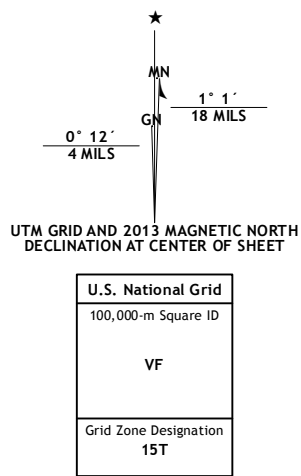 ★
MN
1° 1´
18 MILS
GN
0° 12´
4 MILS
UTM GRID AND 2013 MAGNETIC NORTH
DECLINATION AT CENTER OF SHEET
U.S. National Grid
100,000-m Square ID
VF
Grid Zone Designation
15T